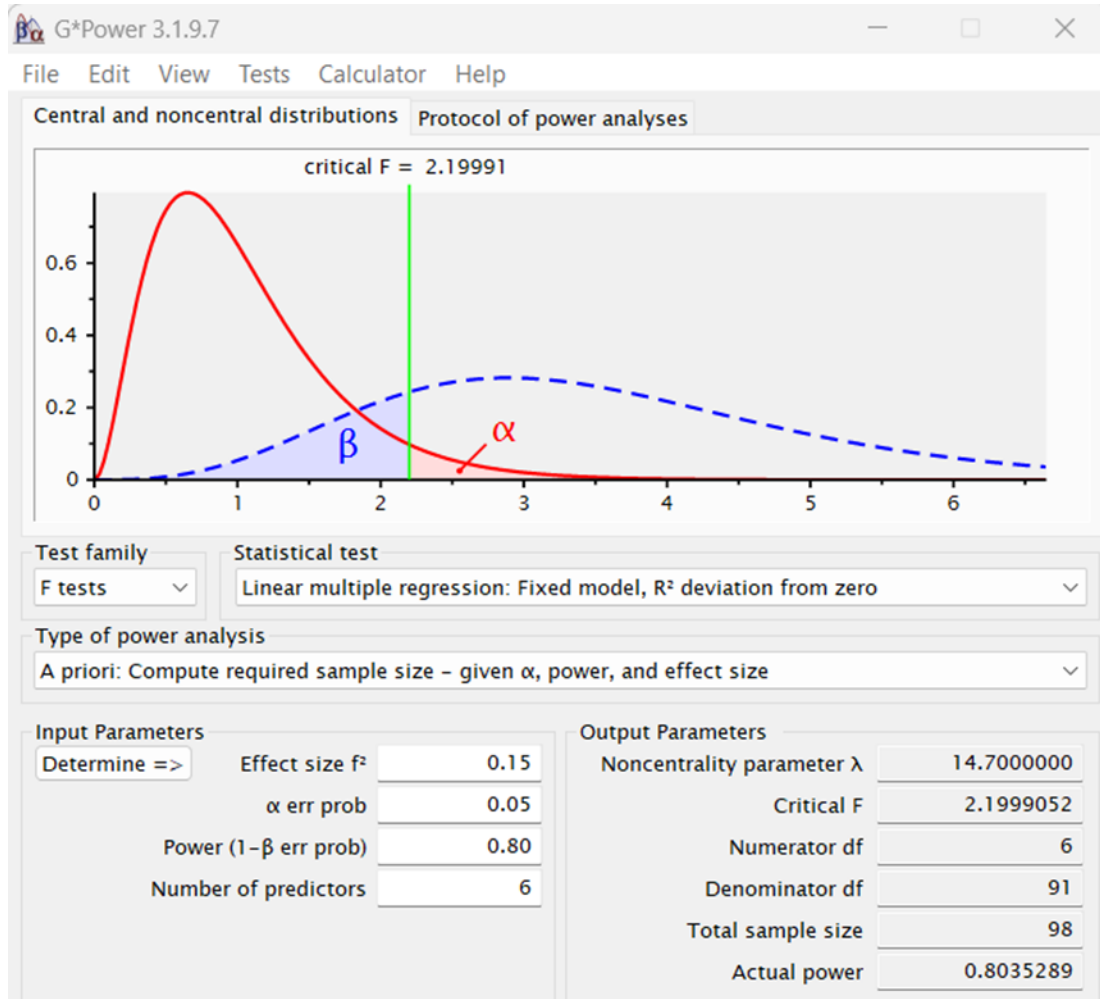 βα G*Power 3.1.9.7
File Edit View Tests Calculator Help
Central and noncentral distributions Protocol of power analyses
critical F = 2.19991
0.6
0.4
0.2
0
β
α
0 1 2 3 4 5 6
Test family Statistical test
F tests Linear multiple regression: Fixed model, R² deviation from zero
Type of power analysis
A priori: Compute required sample size – given α, power, and effect size
Input Parameters Output Parameters
Determine => Effect size f² 0.15 Noncentrality parameter λ 14.7000000
α err prob 0.05 Critical F 2.1999052
Power (1-β err prob) 0.80 Numerator df 6
Number of predictors 6 Denominator df 91
Total sample size 98
Actual power 0.8035289